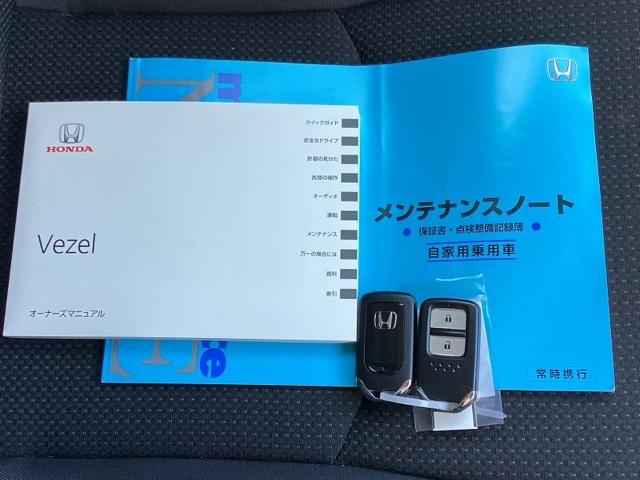 HONDA
Vezel
オーナーズマニュアル
クイックガイド
安全なドライブ
計器の見かた
各部の操作
オーディオ
運転
メンテナンス
万一の場合には
資料
索引
メンテナンスノート
保証書・点検整備記録簿
自家用乗用車
常時携行